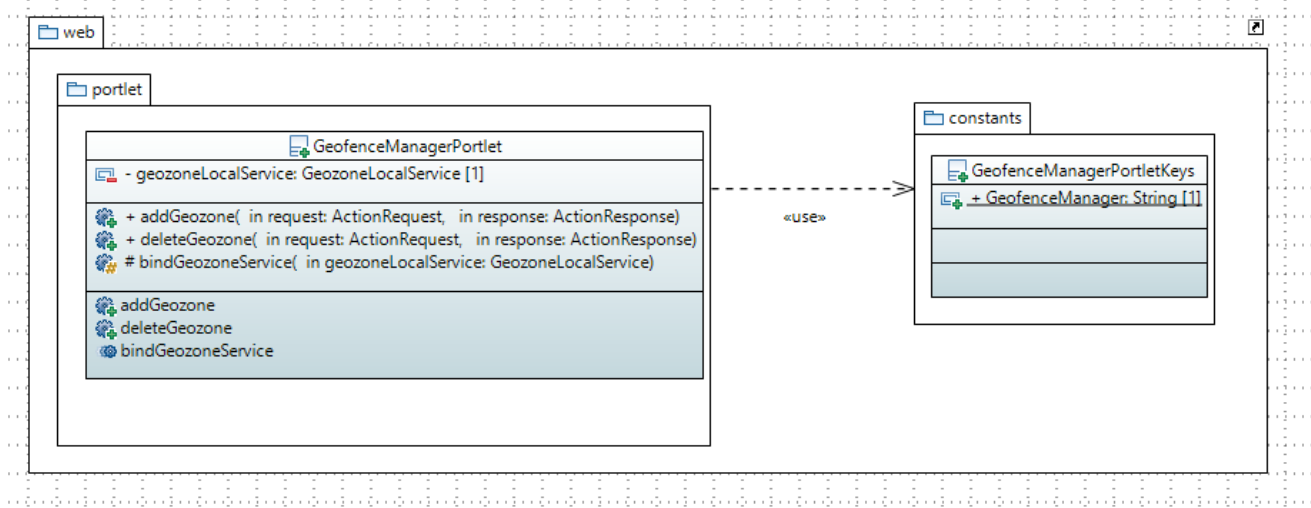 web
portlet
GeofenceManagerPortlet
- geozoneLocalService: GeozoneLocalService [1]
+ addGeozone( in request: ActionRequest, in response: ActionResponse)
+ deleteGeozone( in request: ActionRequest, in response: ActionResponse)
# bindGeozoneService( in geozoneLocalService: GeozoneLocalService)
addGeozone
deleteGeozone
bindGeozoneService
«use»
constants
GeofenceManagerPortletKeys
+ GeofenceManager: String [1]